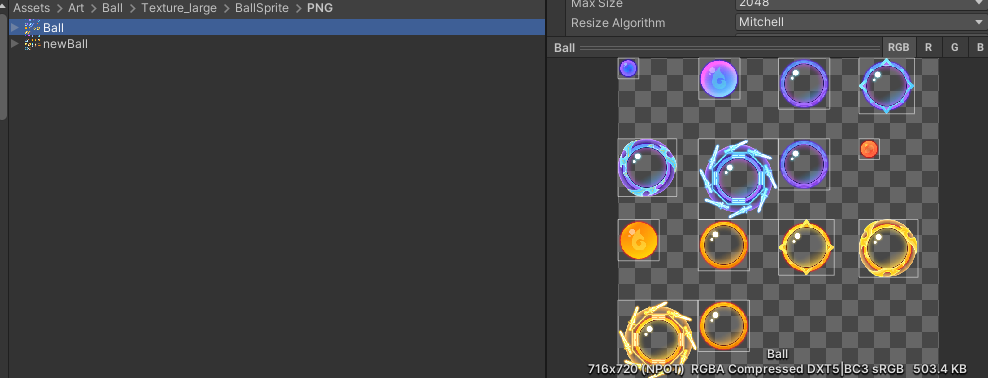 Assets > Art > Ball > Texture_large > BallSprite > PNG
Ball
newBall
Max Size 2048
Resize Algorithm Mitchell
Ball RGB R G B
Ball
716x720 (NPOT) RGBA Compressed DXT5|BC3 sRGB 503.4 KB